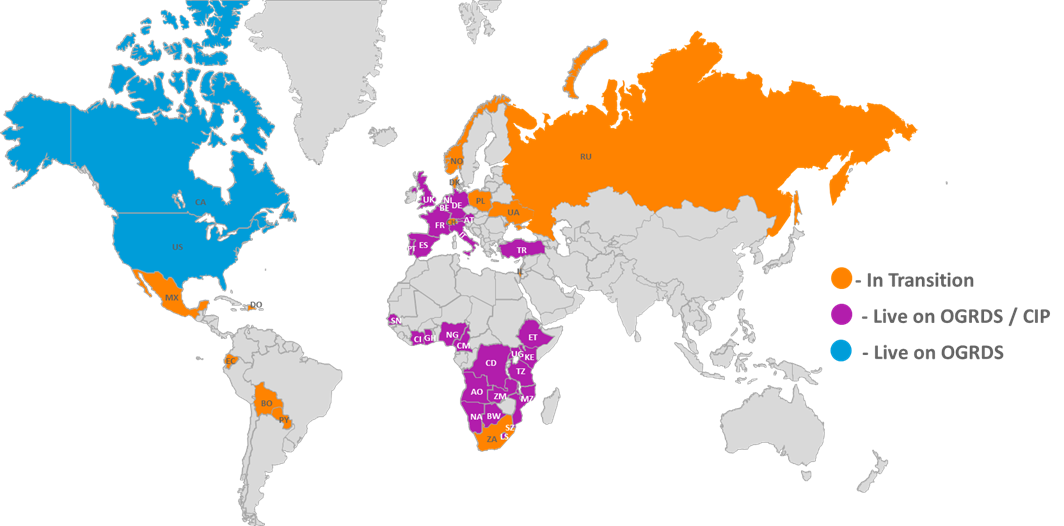 CA
US
MX
DO
EC
BO
PY
NO
DK
RU
UK
NL
BE
DE
PL
UA
FR
AT
IT
PT
ES
TR
IL
SN
CI
GH
NG
CM
ET
CD
UG
KE
TZ
AO
ZM
MZ
NA
BW
SZ
LS
ZA
- In Transition
- Live on OGRDS / CIP
- Live on OGRDS